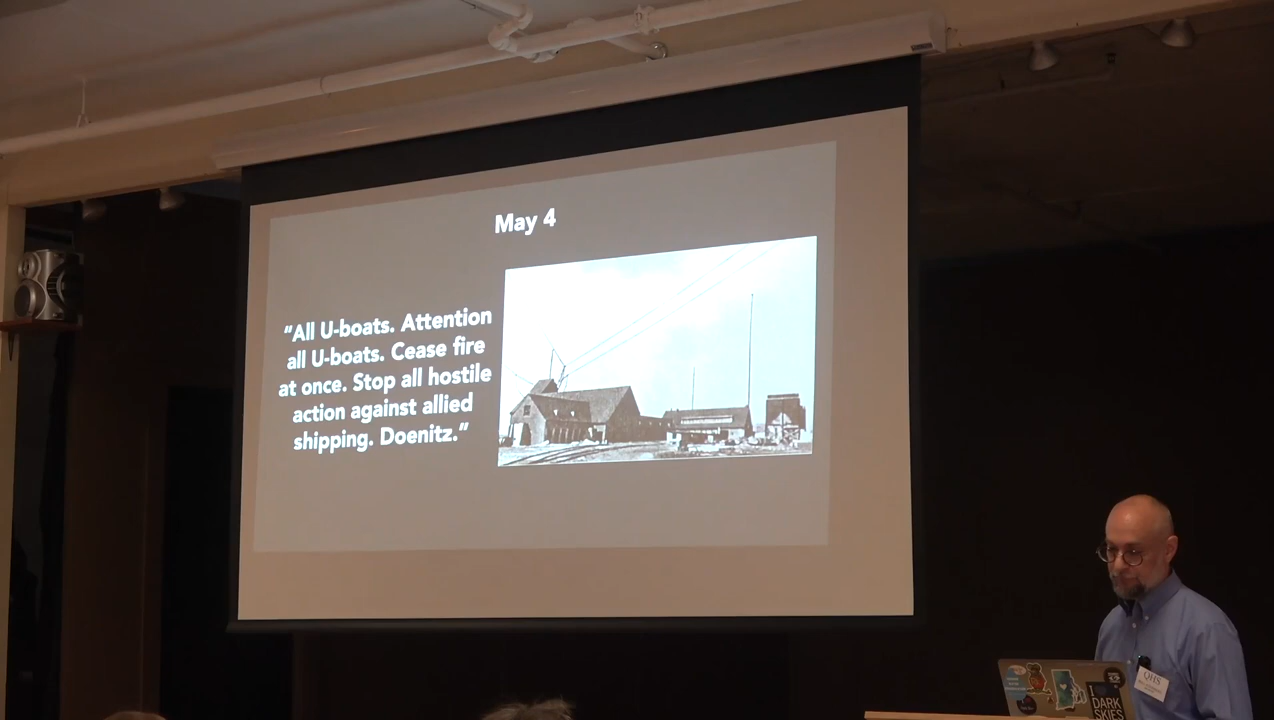 May 4
"All U-boats. Attention
all U-boats. Cease fire
at once. Stop all hostile
action against allied
shipping. Doenitz."
QHS
I
DARK
SKIES